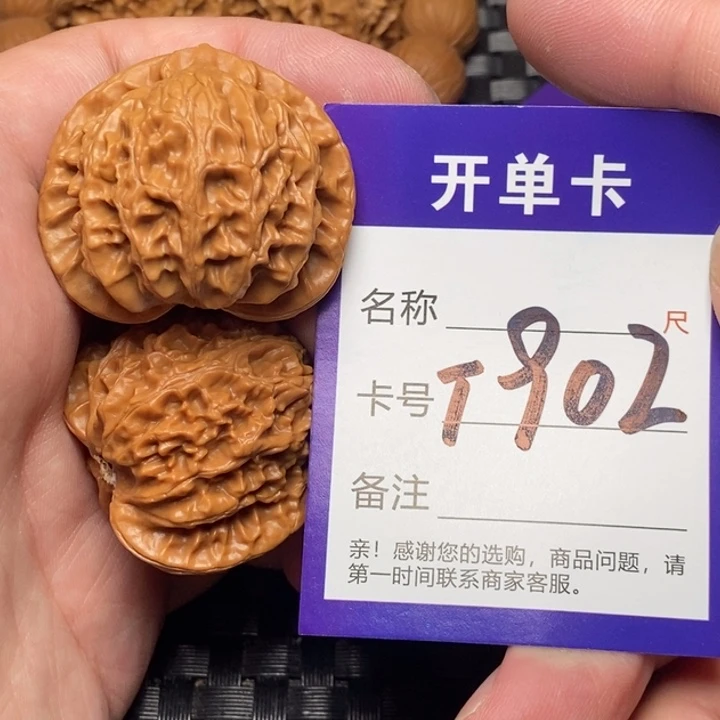 开单卡
名称
尺
卡号 T902
备注
亲！感谢您的选购，商品问题，请
第一时间联系商家客服。